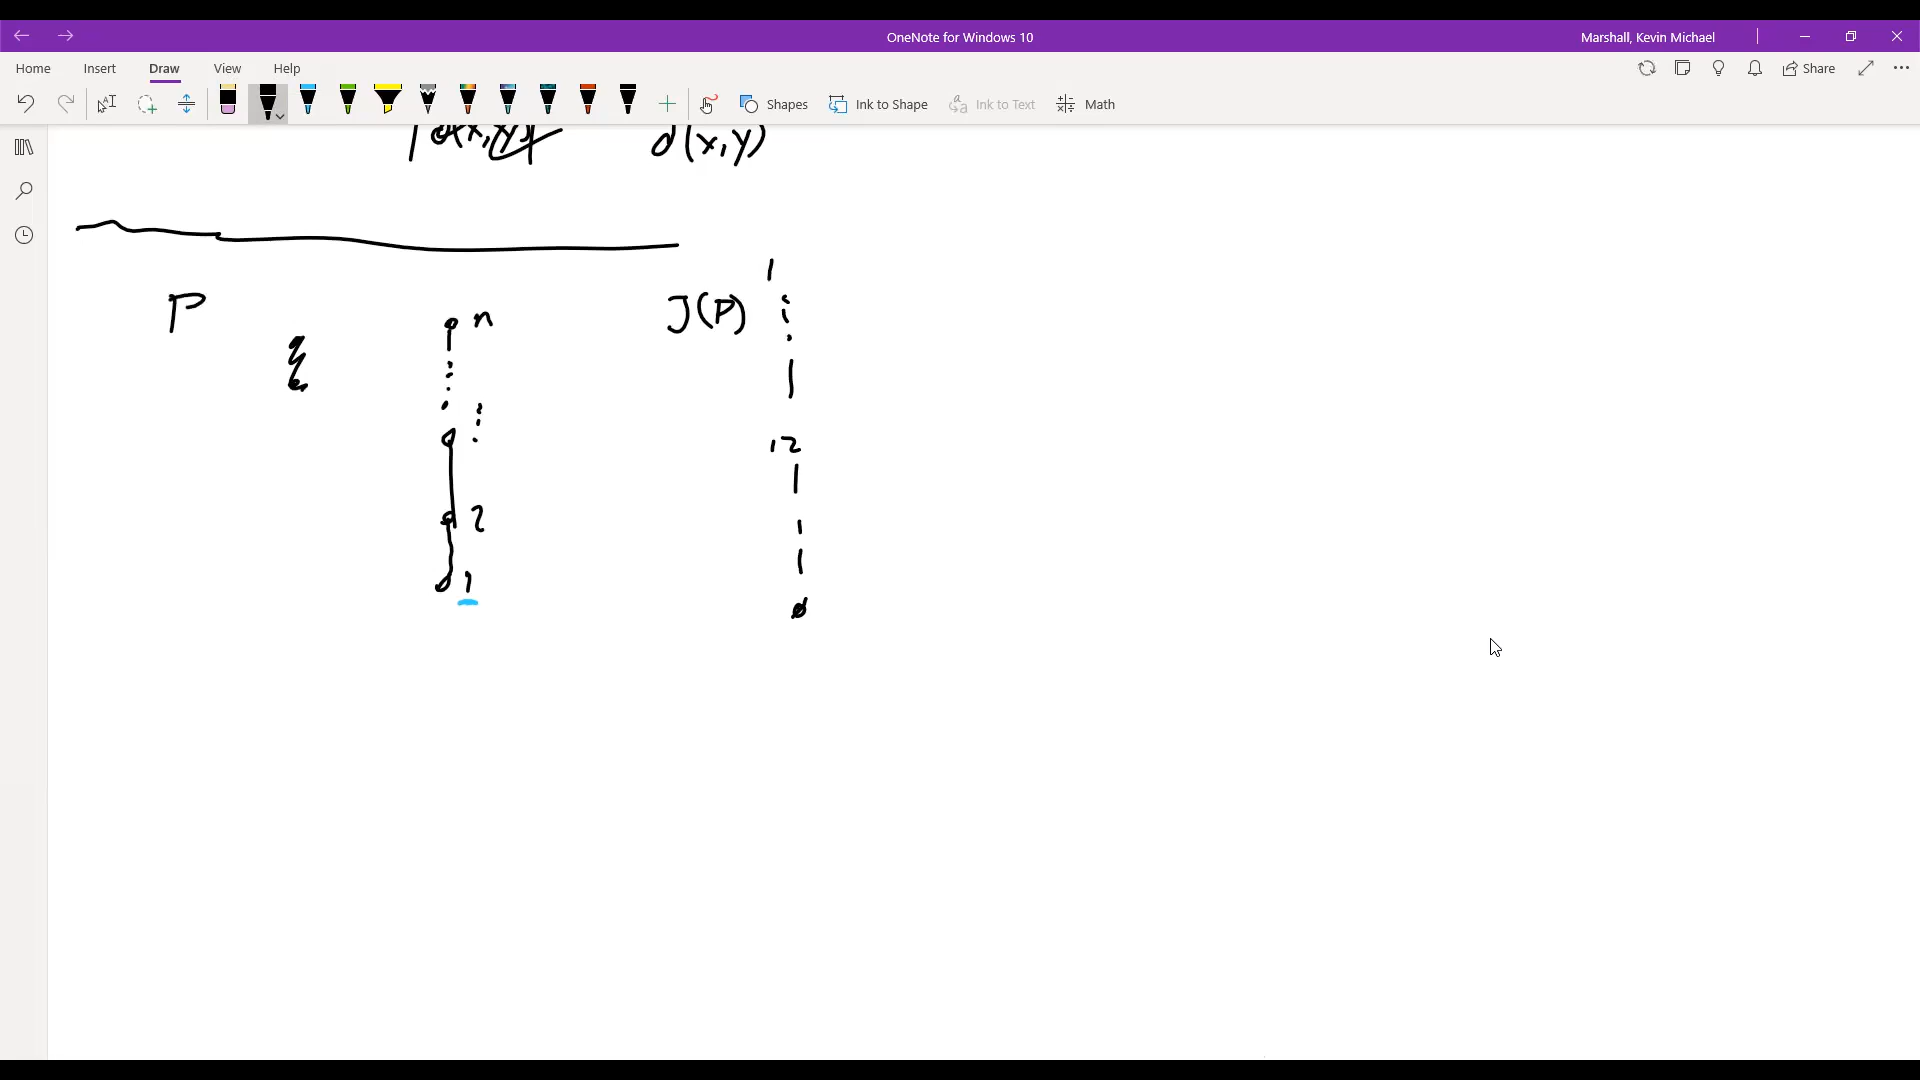 OneNote for Windows 10
Marshall, Kevin Michael
Home Insert Draw View Help
Share
Shapes Ink to Shape Ink to Text Math
d(x,y) d(x,y)
P
n
J(P)
1
12
2
1
1
∅